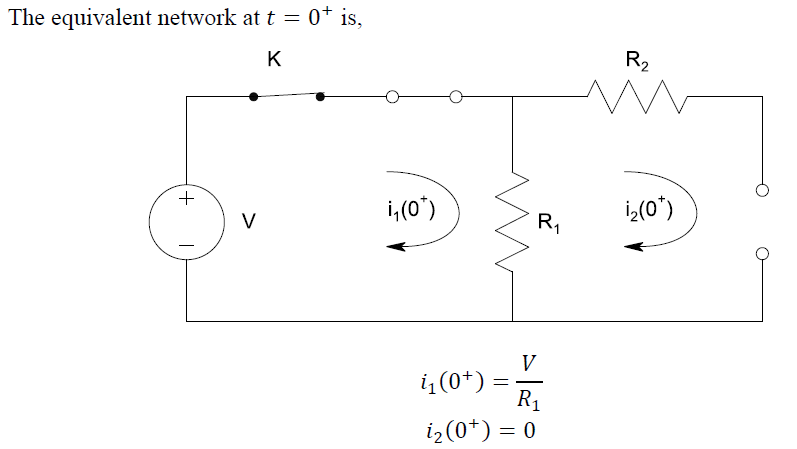 The equivalent network at t = 0⁺ is,
K
R₂
+
V
i₁(0⁺)
R₁
i₂(0⁺)
−
i₁(0⁺) = V/R₁
i₂(0⁺) = 0